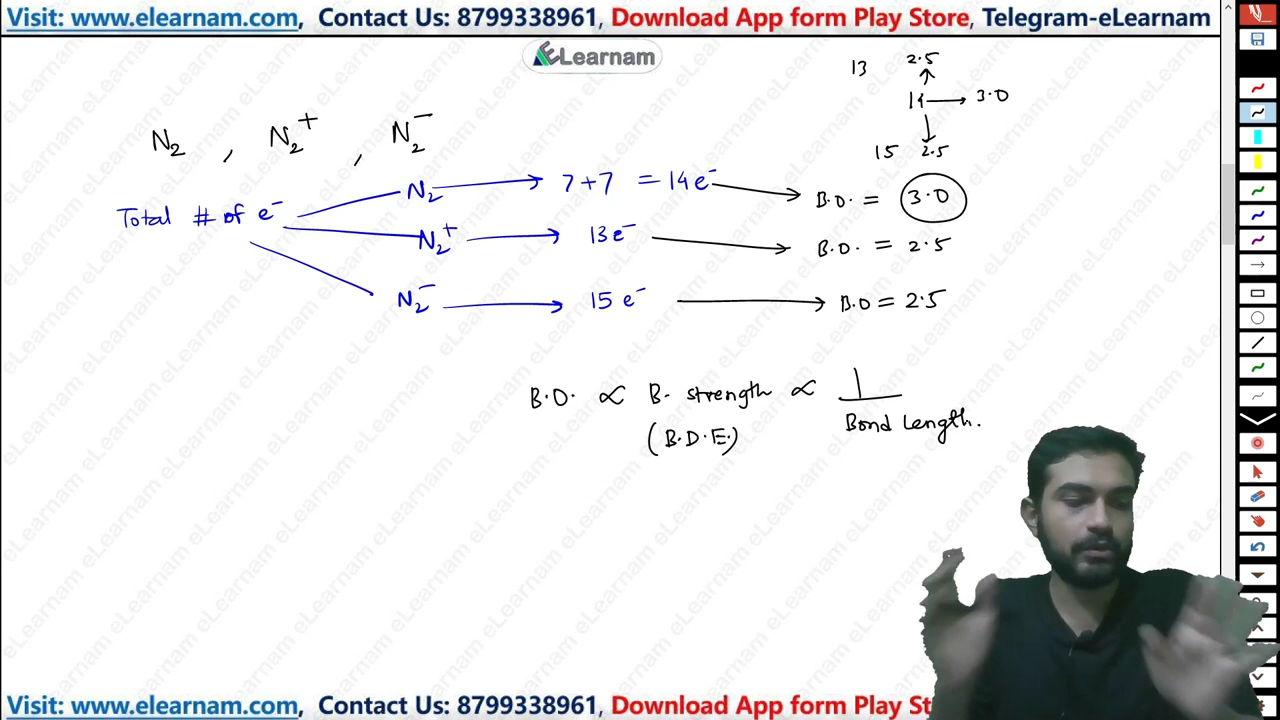 Visit: www.elearnam.com, Contact Us: 8799338961, Download App form Play Store, Telegram-eLearnam
ELearnam
13 2.5
14 → 3.0
15 2.5
N₂ , N₂⁺ , N₂⁻
Total # of e⁻
N₂ → 7+7 = 14e⁻ → B.O. = 3.0
N₂⁺ → 13e⁻ → B.O. = 2.5
N₂⁻ → 15 e⁻ → B.O = 2.5
B.O. ∝ B. strength ∝ 1
(B.D.E.) Bond Length.
Visit: www.elearnam.com, Contact Us: 8799338961, Download App form Play St